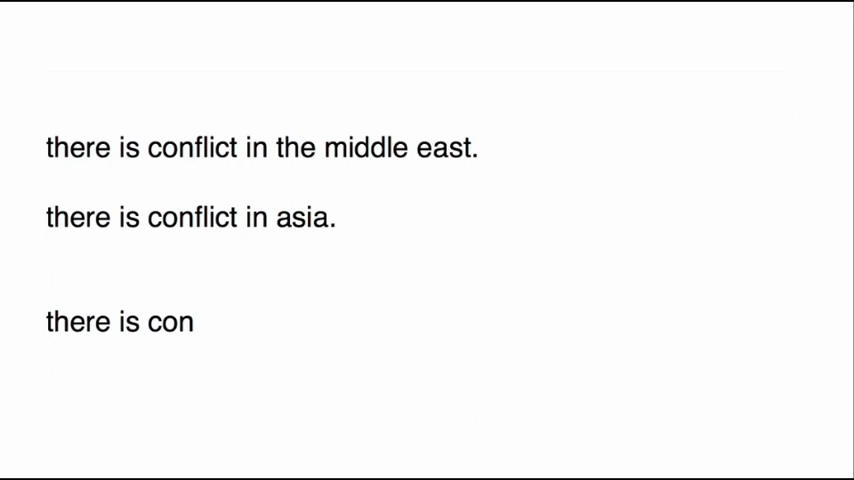 there is conflict in the middle east.
there is conflict in asia.
there is con